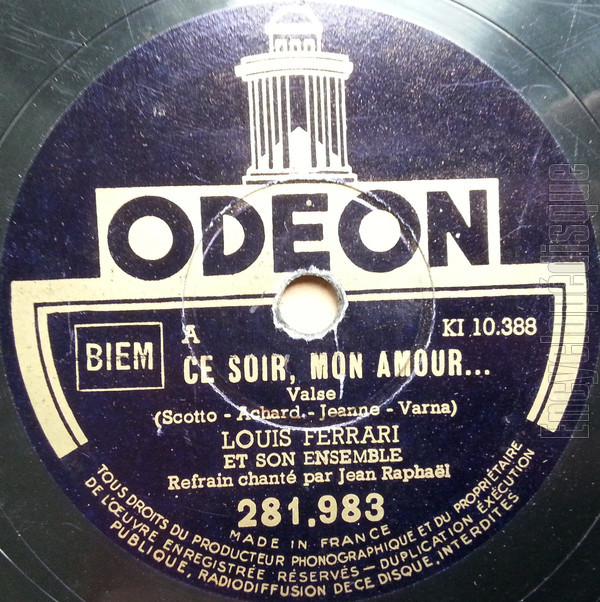 ODEON
BIEM
A
KI 10.388
CE SOIR, MON AMOUR...
Valse
(Scotto - Achard - Jeanne - Varna)
LOUIS FERRARI
ET SON ENSEMBLE
Refrain chanté par Jean Raphaël
281.983
MADE IN FRANCE
TOUS DROITS DU PRODUCTEUR PHONOGRAPHIQUE ET DU PROPRIÉTAIRE
DE L'ŒUVRE ENREGISTRÉE RÉSERVÉS — DUPLICATION EXÉCUTION
PUBLIQUE, RADIODIFFUSION DE CE DISQUE, INTERDITES
Encyclopédisque